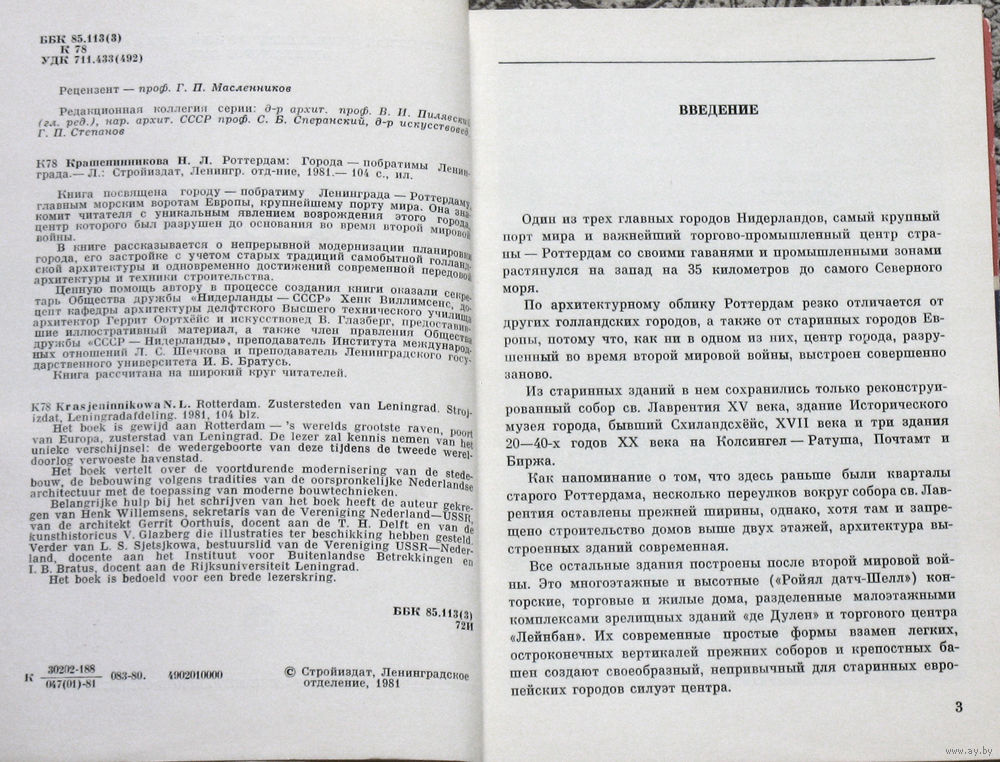 ББК 85.113(3)
К 78
УДК 711.433(492)
Рецензент — проф. Г. П. Масленников
Редакционная коллегия серии: д-р архит. проф. В. И. Пилявский
(гл. ред.), нар. архит. СССР проф. С. Б. Сперанский, д-р искусствовед.
Г. П. Степанов
К78 Крашенинникова Н. Л. Роттердам: Города — побратимы Ленин-
града.— Л.: Стройиздат, Ленингр. отд-ние, 1981.— 104 с., ил.
Книга посвящена городу — побратиму Ленинграда — Роттердаму,
главным морским воротам Европы, крупнейшему порту мира. Она зна-
комит читателя с уникальным явлением возрождения этого города,
центр которого был разрушен до основания во время второй мировой
войны.
В книге рассказывается о непрерывной модернизации планировки
города, его застройке с учетом старых традиций самобытной голланд-
ской архитектуры и одновременно достижений современной передовой
архитектуры и техники строительства.
Ценную помощь автору в процессе создания книги оказали секре-
тарь Общества дружбы «Нидерланды — СССР» Хенк Виллимсенс, до-
цент кафедры архитектуры делфтского Высшего технического училища
архитектор Геррит Оортхёйс и искусствовед В. Глазберг, предоставив-
шие иллюстративный материал, а также член правления Общества
дружбы «СССР — Нидерланды», преподаватель Института международ-
ных отношений Л. С. Шечкова и преподаватель Ленинградского госу-
дарственного университета И. Б. Братусь.
Книга рассчитана на широкий круг читателей.
К78 Krasjeninnikowa N. L. Rotterdam. Zustersteden van Leningrad. Stroj-
izdat, Leningradafdeling. 1981, 104 blz.
Het boek is gewijd aan Rotterdam — 's werelds grootste raven, poort
van Europa, zusterstad van Leningrad. De lezer zal kennis nemen van het
unieke verschijnsel: de wedergeboorte van deze tijdens de tweede werel-
doorlog verwoeste havenstad.
Het boek vertelt over de voortdurende modernisering van de stede-
bouw, de bebouwing volgens tradities van de oorspronkelijke Nederlandse
architectuur met de toepassing van moderne bouwtechnieken.
Belangrijke hulp bij het schrijven van het boek heeft de auteur gekre-
gen van Henk Willemsens, sekretaris van de Vereniging Nederland—USSR,
van de architekt Gerrit Oorthuis, docent aan de T. H. Delft en van de
kunsthistoricus V. Glazberg die illustraties ter beschikking hebben gesteld.
Verder van L. S. Sjetsjkowa, bestuurslid van de Vereniging USSR—Neder-
land, docente aan het Instituut voor Buitenlandse Betrekkingen en
I. B. Bratus, docent aan de Rijksuniversiteit Leningrad.
Het boek is bedoeld voor een brede lezerskring.
ББК 85.113(3)
72И
К 30202-188
047(01)-81 083-80. 4902010000
© Стройиздат, Ленинградское
отделение, 1981
ВВЕДЕНИЕ
Один из трех главных городов Нидерландов, самый крупный
порт мира и важнейший торгово-промышленный центр стра-
ны — Роттердам со своими гаванями и промышленными зонами
растянулся на запад на 35 километров до самого Северного
моря.
По архитектурному облику Роттердам резко отличается от
других голландских городов, а также от старинных городов Ев-
ропы, потому что, как ни в одном из них, центр города, разру-
шенный во время второй мировой войны, выстроен совершенно
заново.
Из старинных зданий в нем сохранились только реконструи-
рованный собор св. Лаврентия XV века, здание Исторического
музея города, бывший Схиландсхёйс, XVII века и три здания
20—40-х годов XX века на Колсингел — Ратуша, Почтамт и
Биржа.
Как напоминание о том, что здесь раньше были кварталы
старого Роттердама, несколько переулков вокруг собора св. Лав-
рентия оставлены прежней ширины, однако, хотя там и запре-
щено строительство домов выше двух этажей, архитектура вы-
строенных зданий современная.
Все остальные здания построены после второй мировой вой-
ны. Это многоэтажные и высотные («Ройял датч-Шелл») кон-
торские, торговые и жилые дома, разделенные малоэтажными
комплексами зрелищных зданий «де Дулен» и торгового центра
«Лейнбан». Их современные простые формы взамен легких,
остроконечных вертикалей прежних соборов и крепостных ба-
шен создают своеобразный, непривычный для старинных евро-
пейских городов силуэт центра.
3
www.ay.by